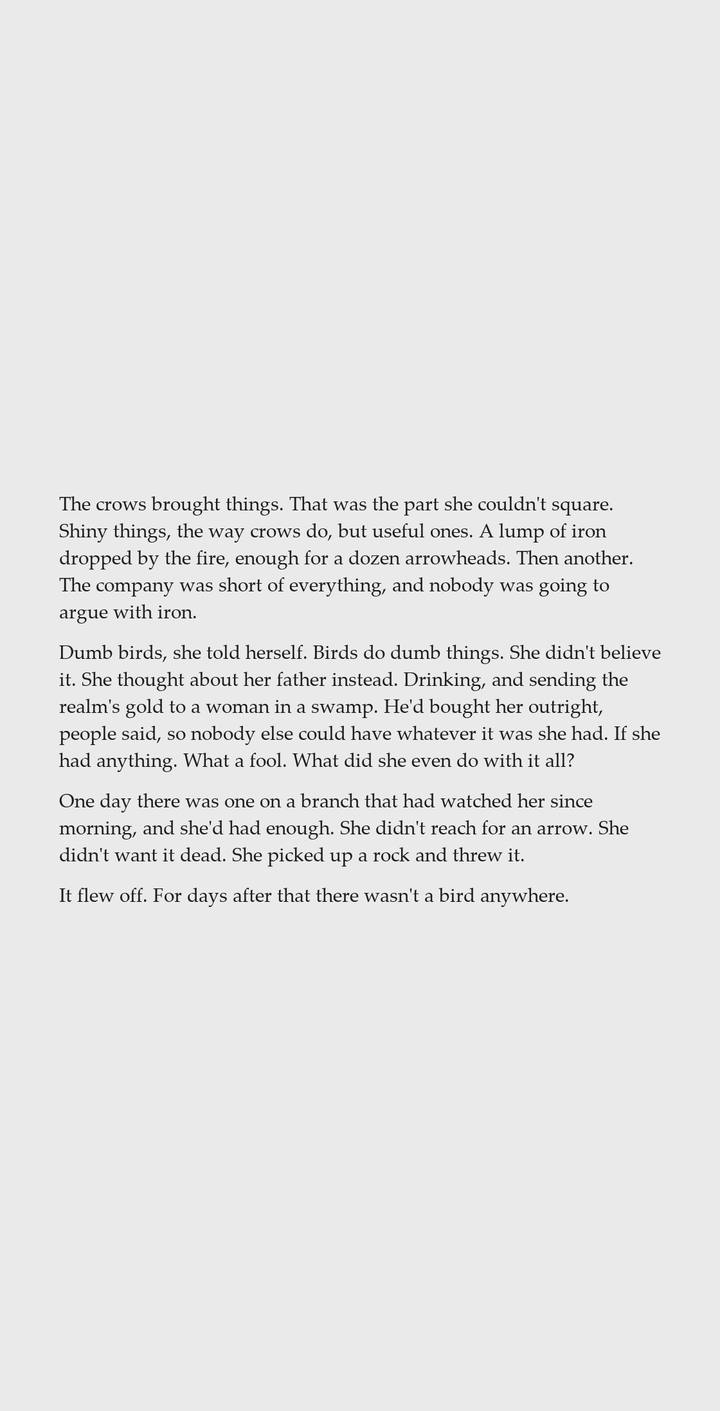 The crows brought things. That was the part she couldn't square.
Shiny things, the way crows do, but useful ones. A lump of iron
dropped by the fire, enough for a dozen arrowheads. Then another.
The company was short of everything, and nobody was going to
argue with iron.
Dumb birds, she told herself. Birds do dumb things. She didn't believe
it. She thought about her father instead. Drinking, and sending the
realm's gold to a woman in a swamp. He'd bought her outright,
people said, so nobody else could have whatever it was she had. If she
had anything. What a fool. What did she even do with it all?
One day there was one on a branch that had watched her since
morning, and she'd had enough. She didn't reach for an arrow. She
didn't want it dead. She picked up a rock and threw it.
It flew off. For days after that there wasn't a bird anywhere.